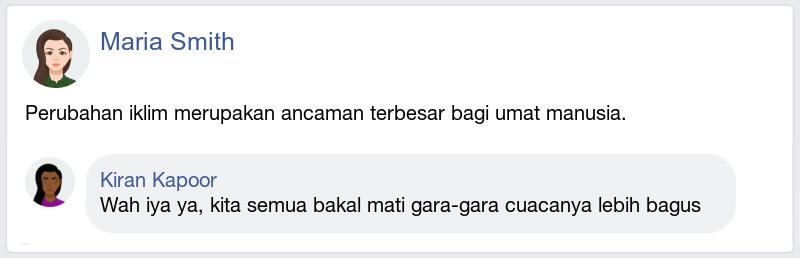 Maria Smith
Perubahan iklim merupakan ancaman terbesar bagi umat manusia.
Kiran Kapoor
Wah iya ya, kita semua bakal mati gara-gara cuacanya lebih bagus